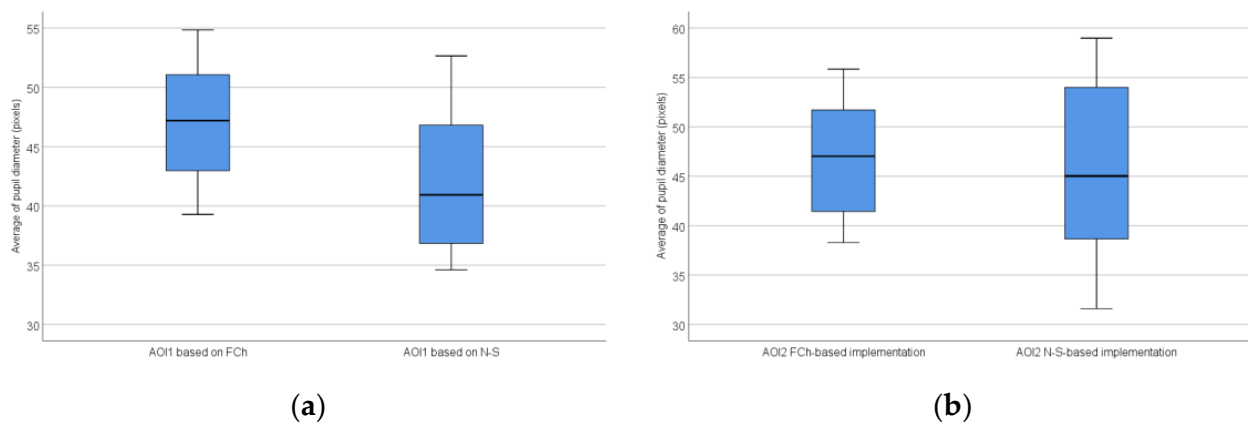 Average of pupil diameter (pixels)
55
50
45
40
35
30
AOI1 based on FCh
AOI1 based on N-S
(a)
Average of pupil diameter (pixels)
60
55
50
45
40
35
30
AOI2 FCh-based implementation
AOI2 N-S-based implementation
(b)